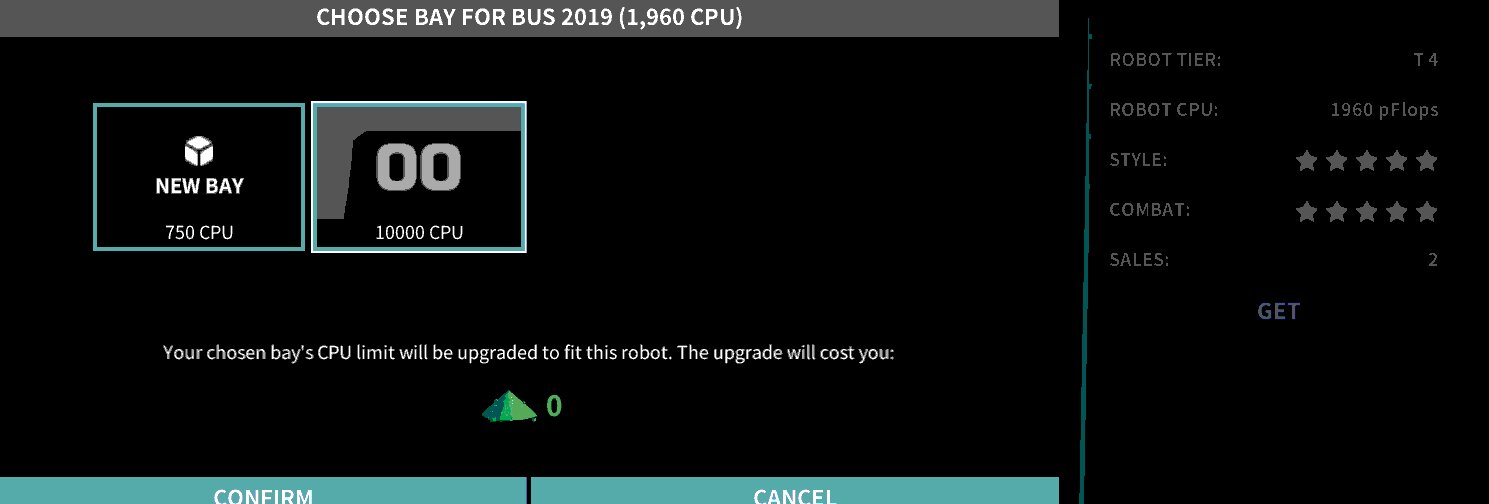 CHOOSE BAY FOR BUS 2019 (1,960 CPU)
NEW BAY
750 CPU
00
10000 CPU
Your chosen bay's CPU limit will be upgraded to fit this robot. The upgrade will cost you:
0
CONFIRM
CANCEL
ROBOT TIER: T 4
ROBOT CPU: 1960 pFlops
STYLE:
COMBAT:
SALES: 2
GET